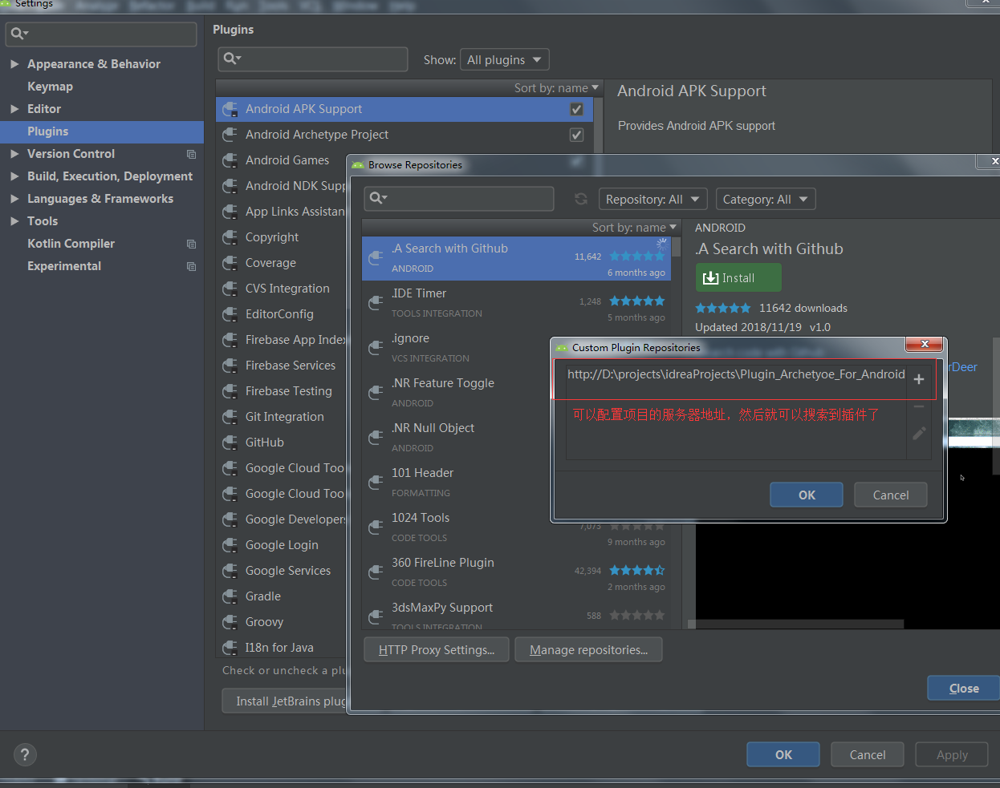 Settings
Plugins
Show: All plugins
Appearance & Behavior
Keymap
Editor
Plugins
Version Control
Build, Execution, Deployment
Languages & Frameworks
Tools
Kotlin Compiler
Experimental
Sort by: name
Android APK Support
Android Archetype Project
Android Games
Android NDK Supp
App Links Assistan
Copyright
Coverage
CVS Integration
EditorConfig
Firebase App Index
Firebase Services
Firebase Testing
Git Integration
GitHub
Google Cloud Too
Google Cloud Too
Google Developers
Google Login
Google Services
Gradle
Groovy
I18n for Java
Check or uncheck a plu
Install JetBrains plug
Android APK Support
Provides Android APK support
Browse Repositories
Repository: All
Category: All
Sort by: name
.A Search with Github
11,642
ANDROID
6 months ago
.IDE Timer
1,248
TOOLS INTEGRATION
5 months ago
.ignore
VCS INTEGRATION
.NR Feature Toggle
ANDROID
.NR Null Object
ANDROID
101 Header
FORMATTING
1024 Tools
7,073
CODE TOOLS
9 months ago
360 FireLine Plugin
42,394
CODE TOOLS
2 months ago
3dsMaxPy Support
588
TOOLS INTEGRATION
HTTP Proxy Settings...
Manage repositories...
ANDROID
.A Search with Github
Install
11642 downloads
Updated 2018/11/19 v1.0
rDeer
Custom Plugin Repositories
http://D:\projects\idreaProjects\Plugin_Archetyoe_For_Android
可以配置项目的服务器地址，然后就可以搜索到插件了
OK
Cancel
Close
?
OK
Cancel
Apply